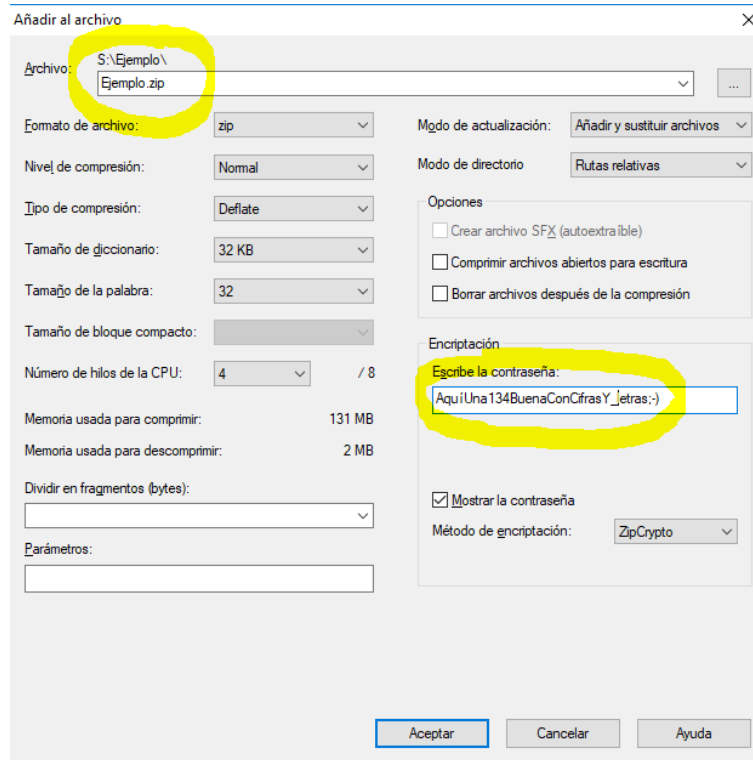 Añadir al archivo
Archivo: S:\Ejemplo\
Ejemplo.zip
...
Formato de archivo: zip
Nivel de compresión: Normal
Tipo de compresión: Deflate
Tamaño de diccionario: 32 KB
Tamaño de la palabra: 32
Tamaño de bloque compacto:
Número de hilos de la CPU: 4 / 8
Memoria usada para comprimir: 131 MB
Memoria usada para descomprimir: 2 MB
Dividir en fragmentos (bytes):
Parámetros:
Modo de actualización: Añadir y sustituir archivos
Modo de directorio Rutas relativas
Opciones
Crear archivo SFX (autoextraíble)
Comprimir archivos abiertos para escritura
Borrar archivos después de la compresión
Encriptación
Escribe la contraseña:
AquíUna134BuenaConCifrasY_letras;-)
Mostrar la contraseña
Método de encriptación: ZipCrypto
Aceptar Cancelar Ayuda